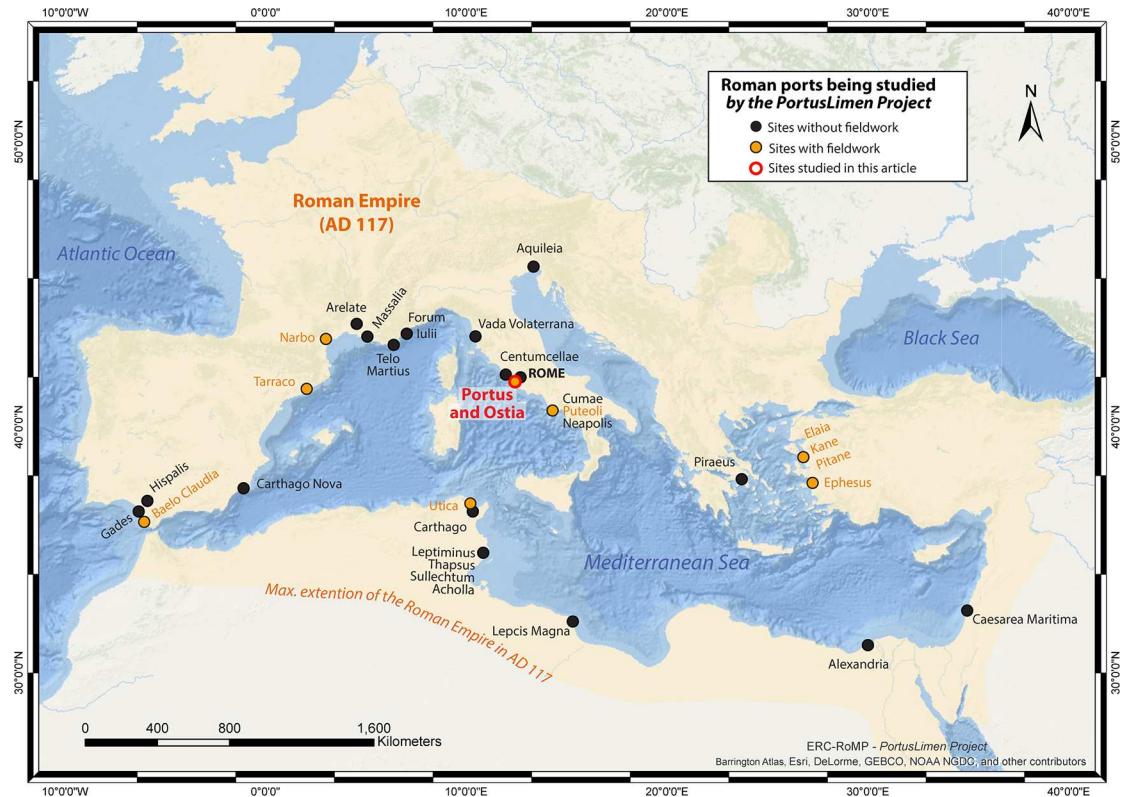 10°0'0"W 0°0'0" 10°0'0"E 20°0'0"E 30°0'0"E 40°0'0"E
Roman ports being studied
by the PortusLimen Project
Sites without fieldwork
Sites with fieldwork
Sites studied in this article
N
50°0'0"N
50°0'0"N
Roman Empire
(AD 117)
Atlantic Ocean
Aquileia
Arelate
Massalia
Forum
Iulii
Vada Volaterrana
Black Sea
Narbo
Telo
Martius
Centumcellae
ROME
Tarraco
Portus
and Ostia
Cumae
Puteoli
Neapolis
40°0'0"N
40°0'0"N
Elaia
Kane
Pitane
Piraeus
Ephesus
Hispalis
Baelo Claudia
Gades
Carthago Nova
Utica
Carthago
Leptiminus
Thapsus
Sullechtum
Acholla
Mediterranean Sea
Max. extention of the Roman Empire in AD 117
Lepcis Magna
Caesarea Maritima
Alexandria
30°0'0"N
30°0'0"N
0 400 800 1,600
Kilometers
ERC-RoMP - PortusLimen Project
Barrington Atlas, Esri, DeLorme, GEBCO, NOAA NGDC, and other contributors
10°0'0"W 0°0'0" 10°0'0"E 20°0'0"E 30°0'0"E 40°0'0"E